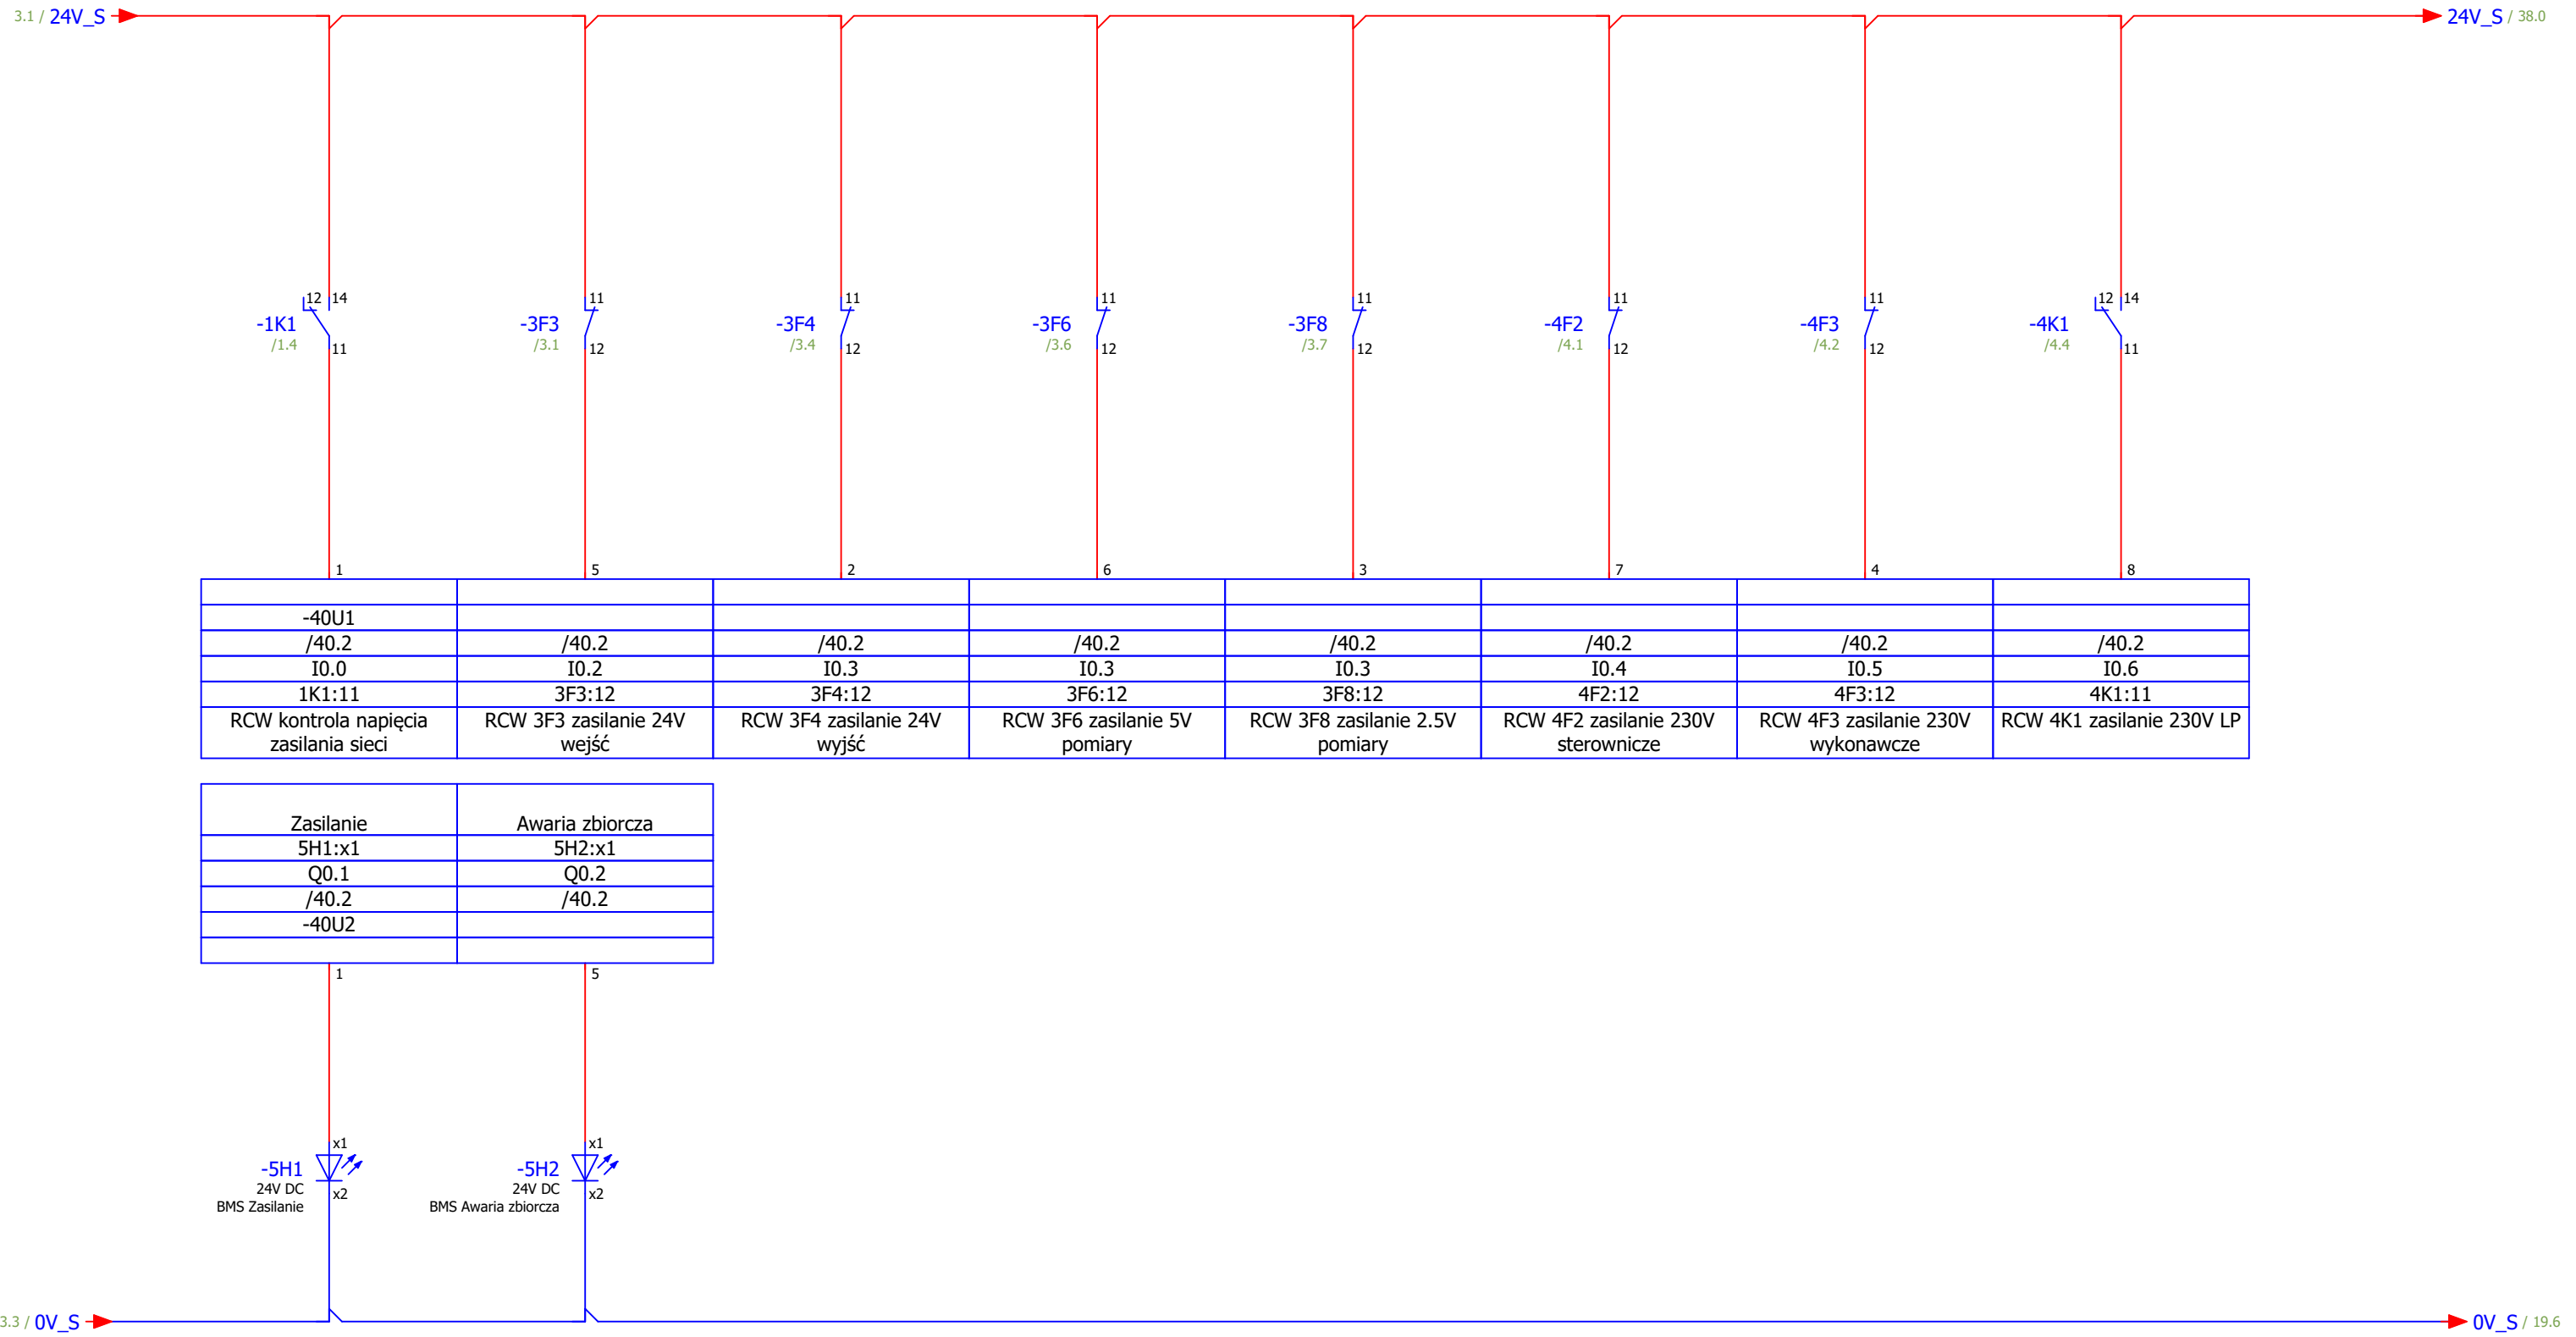 3.1 / 24V_S
24V_S / 38.0
12 14
-1K1
/1.4
11
11
-3F3
/3.1
12
11
-3F4
/3.4
12
11
-3F6
/3.6
12
11
-3F8
/3.7
12
11
-4F2
/4.1
12
11
-4F3
/4.2
12
12 14
-4K1
/4.4
11
1 5 2 6 3 7 4 8
-40U1
/40.2 /40.2 /40.2 /40.2 /40.2 /40.2 /40.2 /40.2
I0.0 I0.2 I0.3 I0.3 I0.3 I0.4 I0.5 I0.6
1K1:11 3F3:12 3F4:12 3F6:12 3F8:12 4F2:12 4F3:12 4K1:11
RCW kontrola napięcia
zasilania sieci
RCW 3F3 zasilanie 24V
wejść
RCW 3F4 zasilanie 24V
wyjść
RCW 3F6 zasilanie 5V
pomiary
RCW 3F8 zasilanie 2.5V
pomiary
RCW 4F2 zasilanie 230V
sterownicze
RCW 4F3 zasilanie 230V
wykonawcze
RCW 4K1 zasilanie 230V LP
Zasilanie Awaria zbiorcza
5H1:x1 5H2:x1
Q0.1 Q0.2
/40.2 /40.2
-40U2
1 5
x1
-5H1
24V DC
x2
BMS Zasilanie
x1
-5H2
24V DC
x2
BMS Awaria zbiorcza
3.3 / 0V_S
0V_S / 19.6